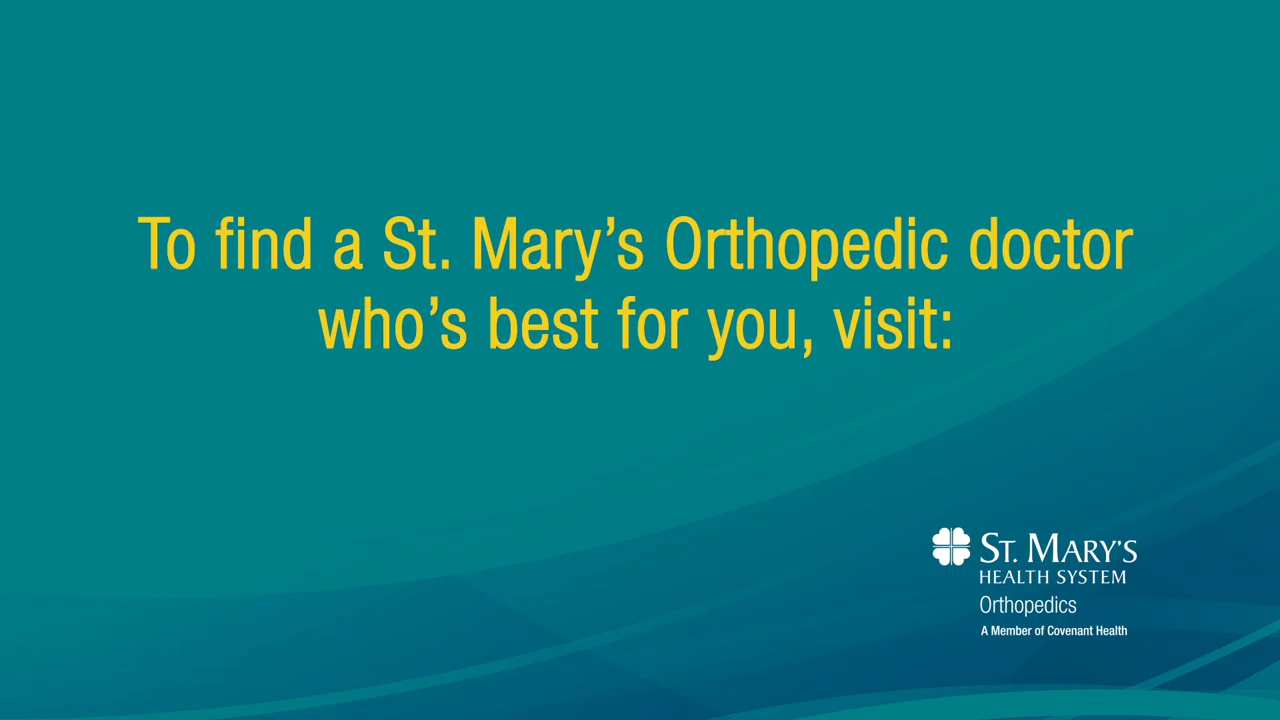 To find a St. Mary’s Orthopedic doctor
who’s best for you, visit:
St. Mary’s
Health System
Orthopedics
A Member of Covenant Health